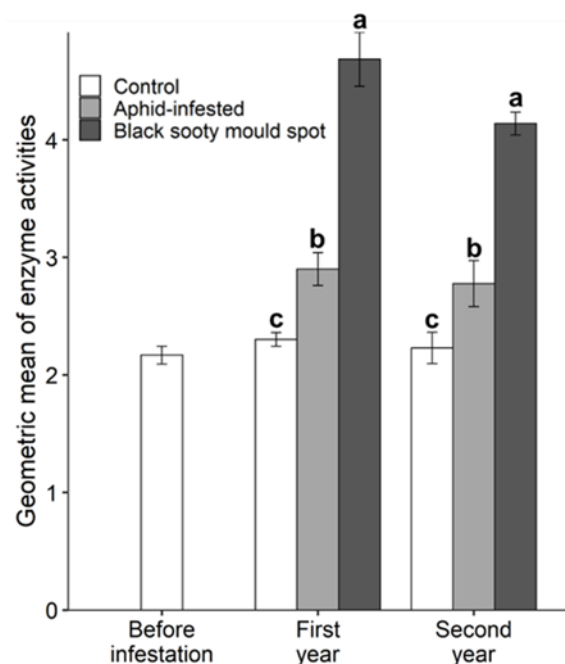 Geometric mean of enzyme activities
4
3
2
1
0
Control
Aphid-infested
Black sooty mould spot
c
b
a
c
b
a
Before
infestation
First
year
Second
year